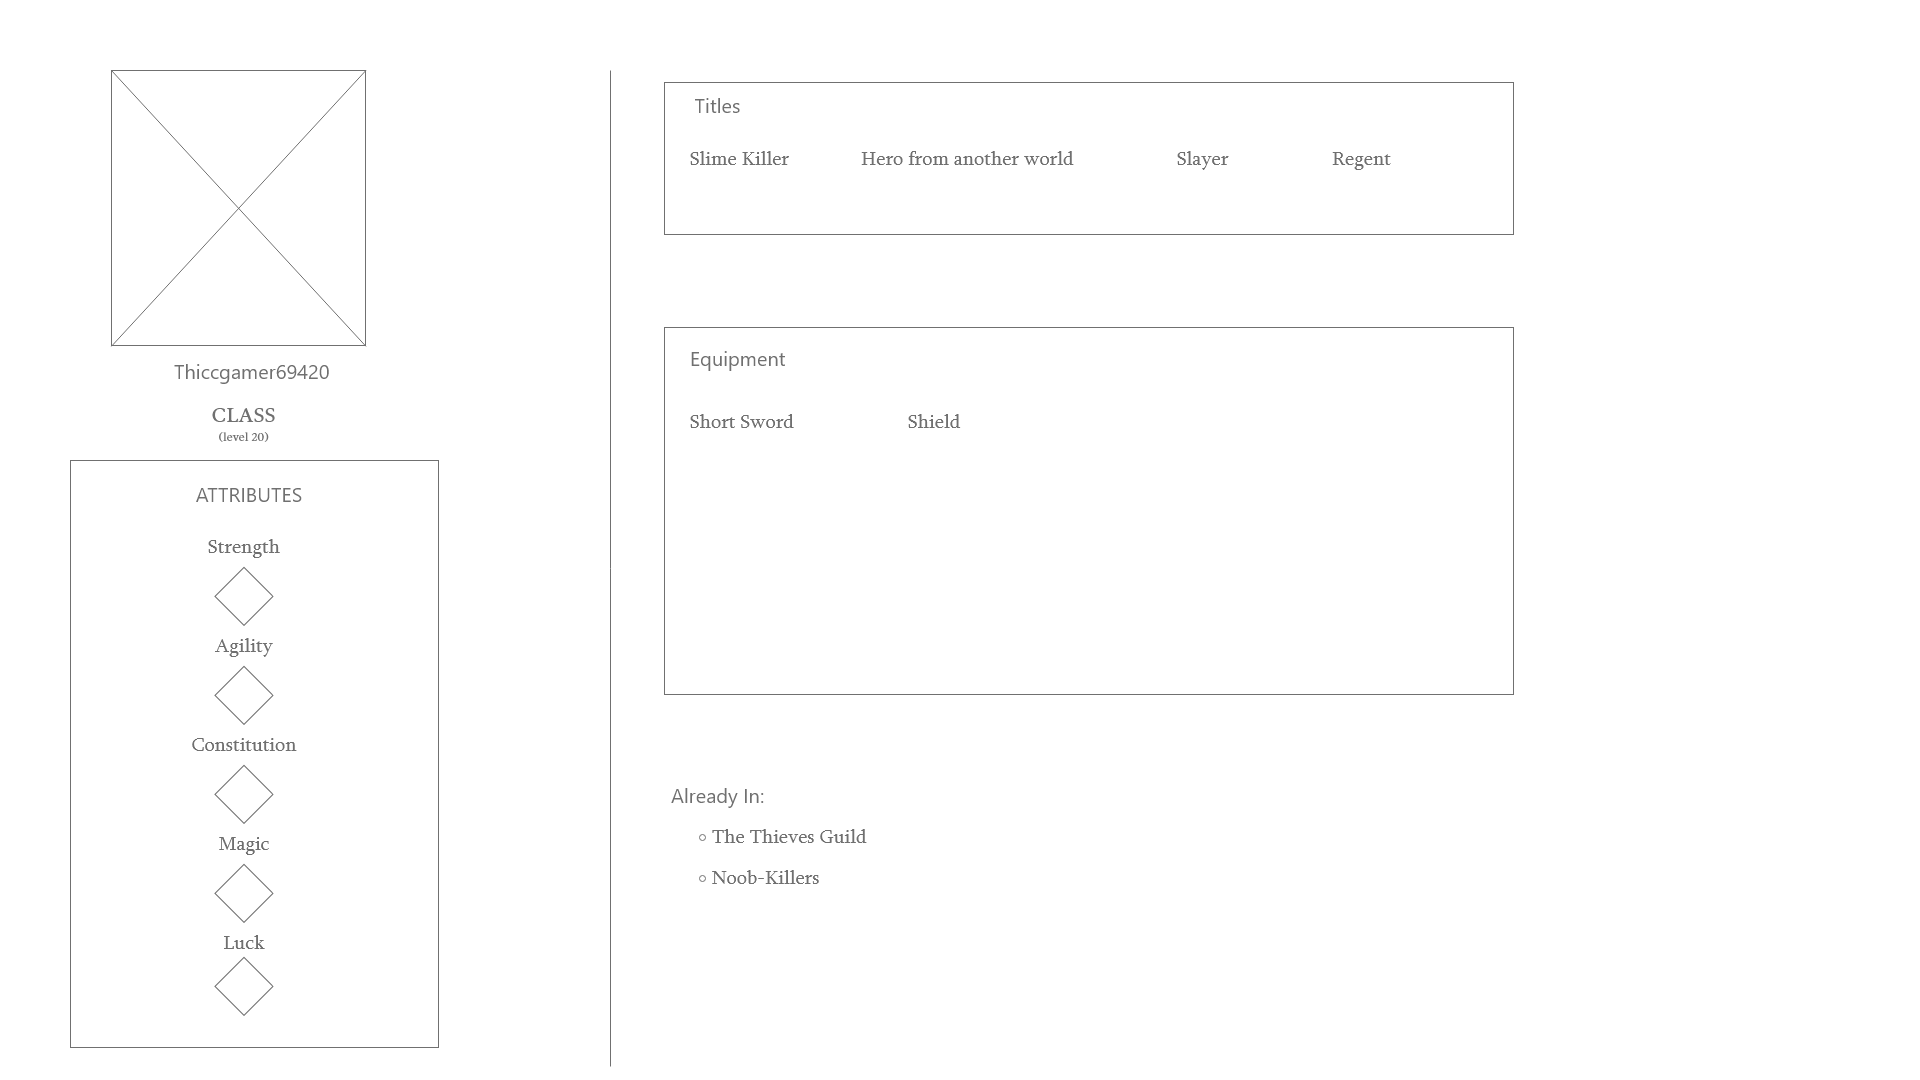 Thiccgamer69420
CLASS
(level 20)
ATTRIBUTES
Strength
Agility
Constitution
Magic
Luck
Titles
Slime Killer Hero from another world Slayer Regent
Equipment
Short Sword Shield
Already In:
The Thieves Guild
Noob-Killers